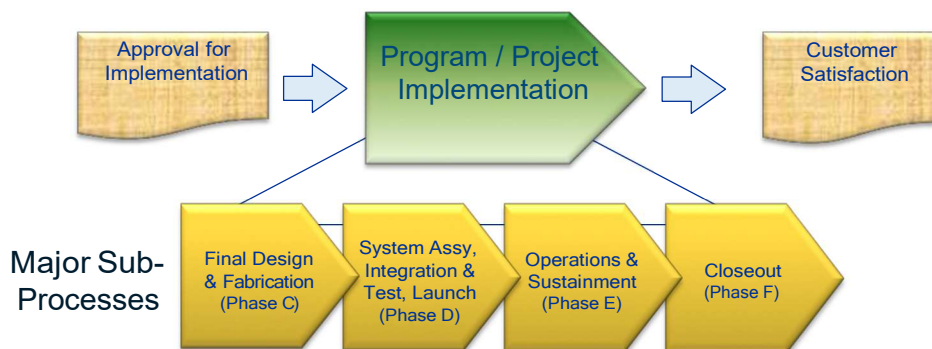 Approval for
Implementation
Program / Project
Implementation
Customer
Satisfaction
Major Sub-
Processes
Final Design
& Fabrication
(Phase C)
System Assy,
Integration &
Test, Launch
(Phase D)
Operations &
Sustainment
(Phase E)
Closeout
(Phase F)